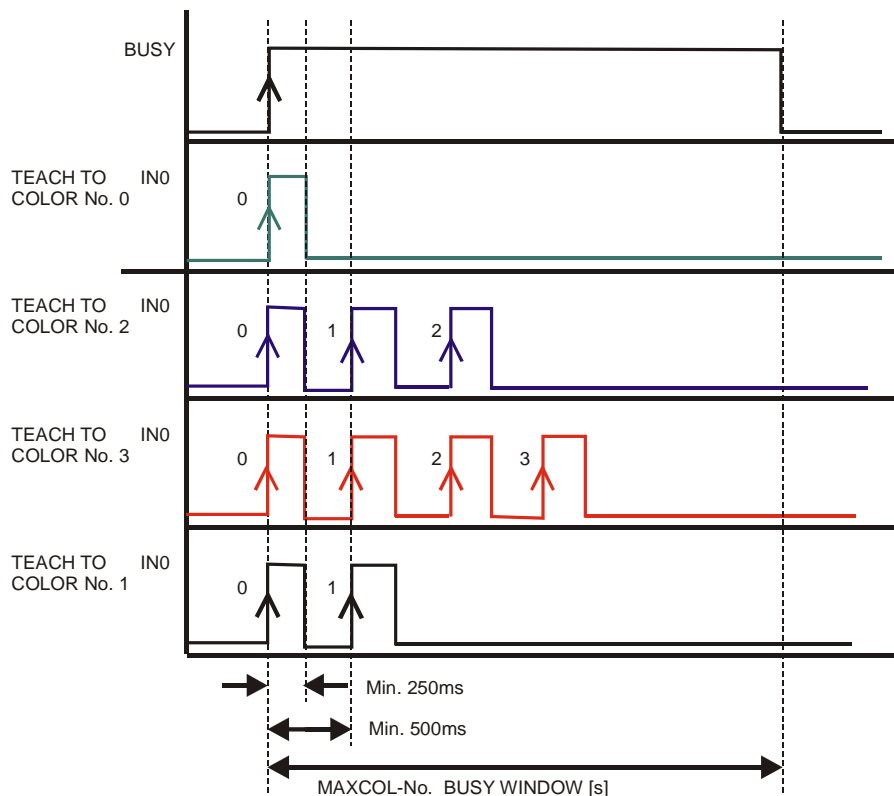 BUSY
TEACH TO IN0
COLOR No. 0 0
TEACH TO IN0
COLOR No. 2 0 1 2
TEACH TO IN0
COLOR No. 3 0 1 2 3
TEACH TO IN0
COLOR No. 1 0 1
Min. 250ms
Min. 500ms
MAXCOL-No. BUSY WINDOW [s]